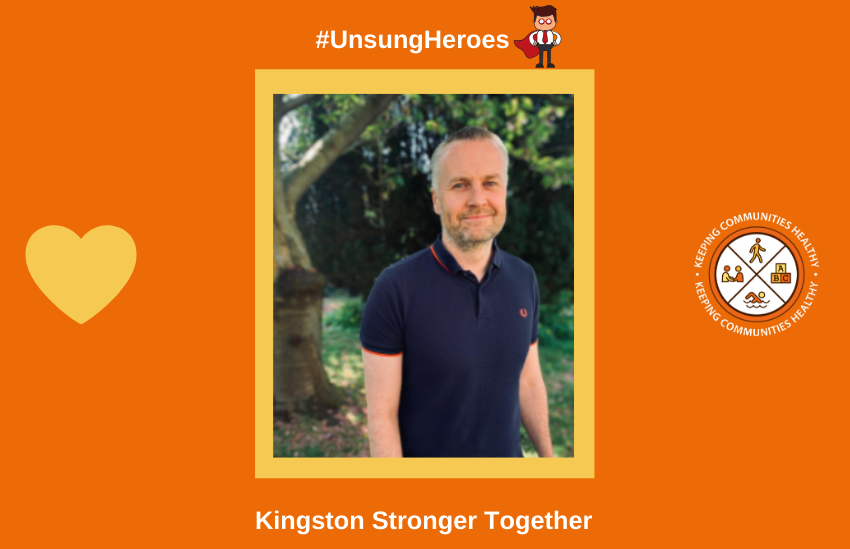 #UnsungHeroes
KEEPING COMMUNITIES HEALTHY
A
B C
KEEPING COMMUNITIES HEALTHY
Kingston Stronger Together